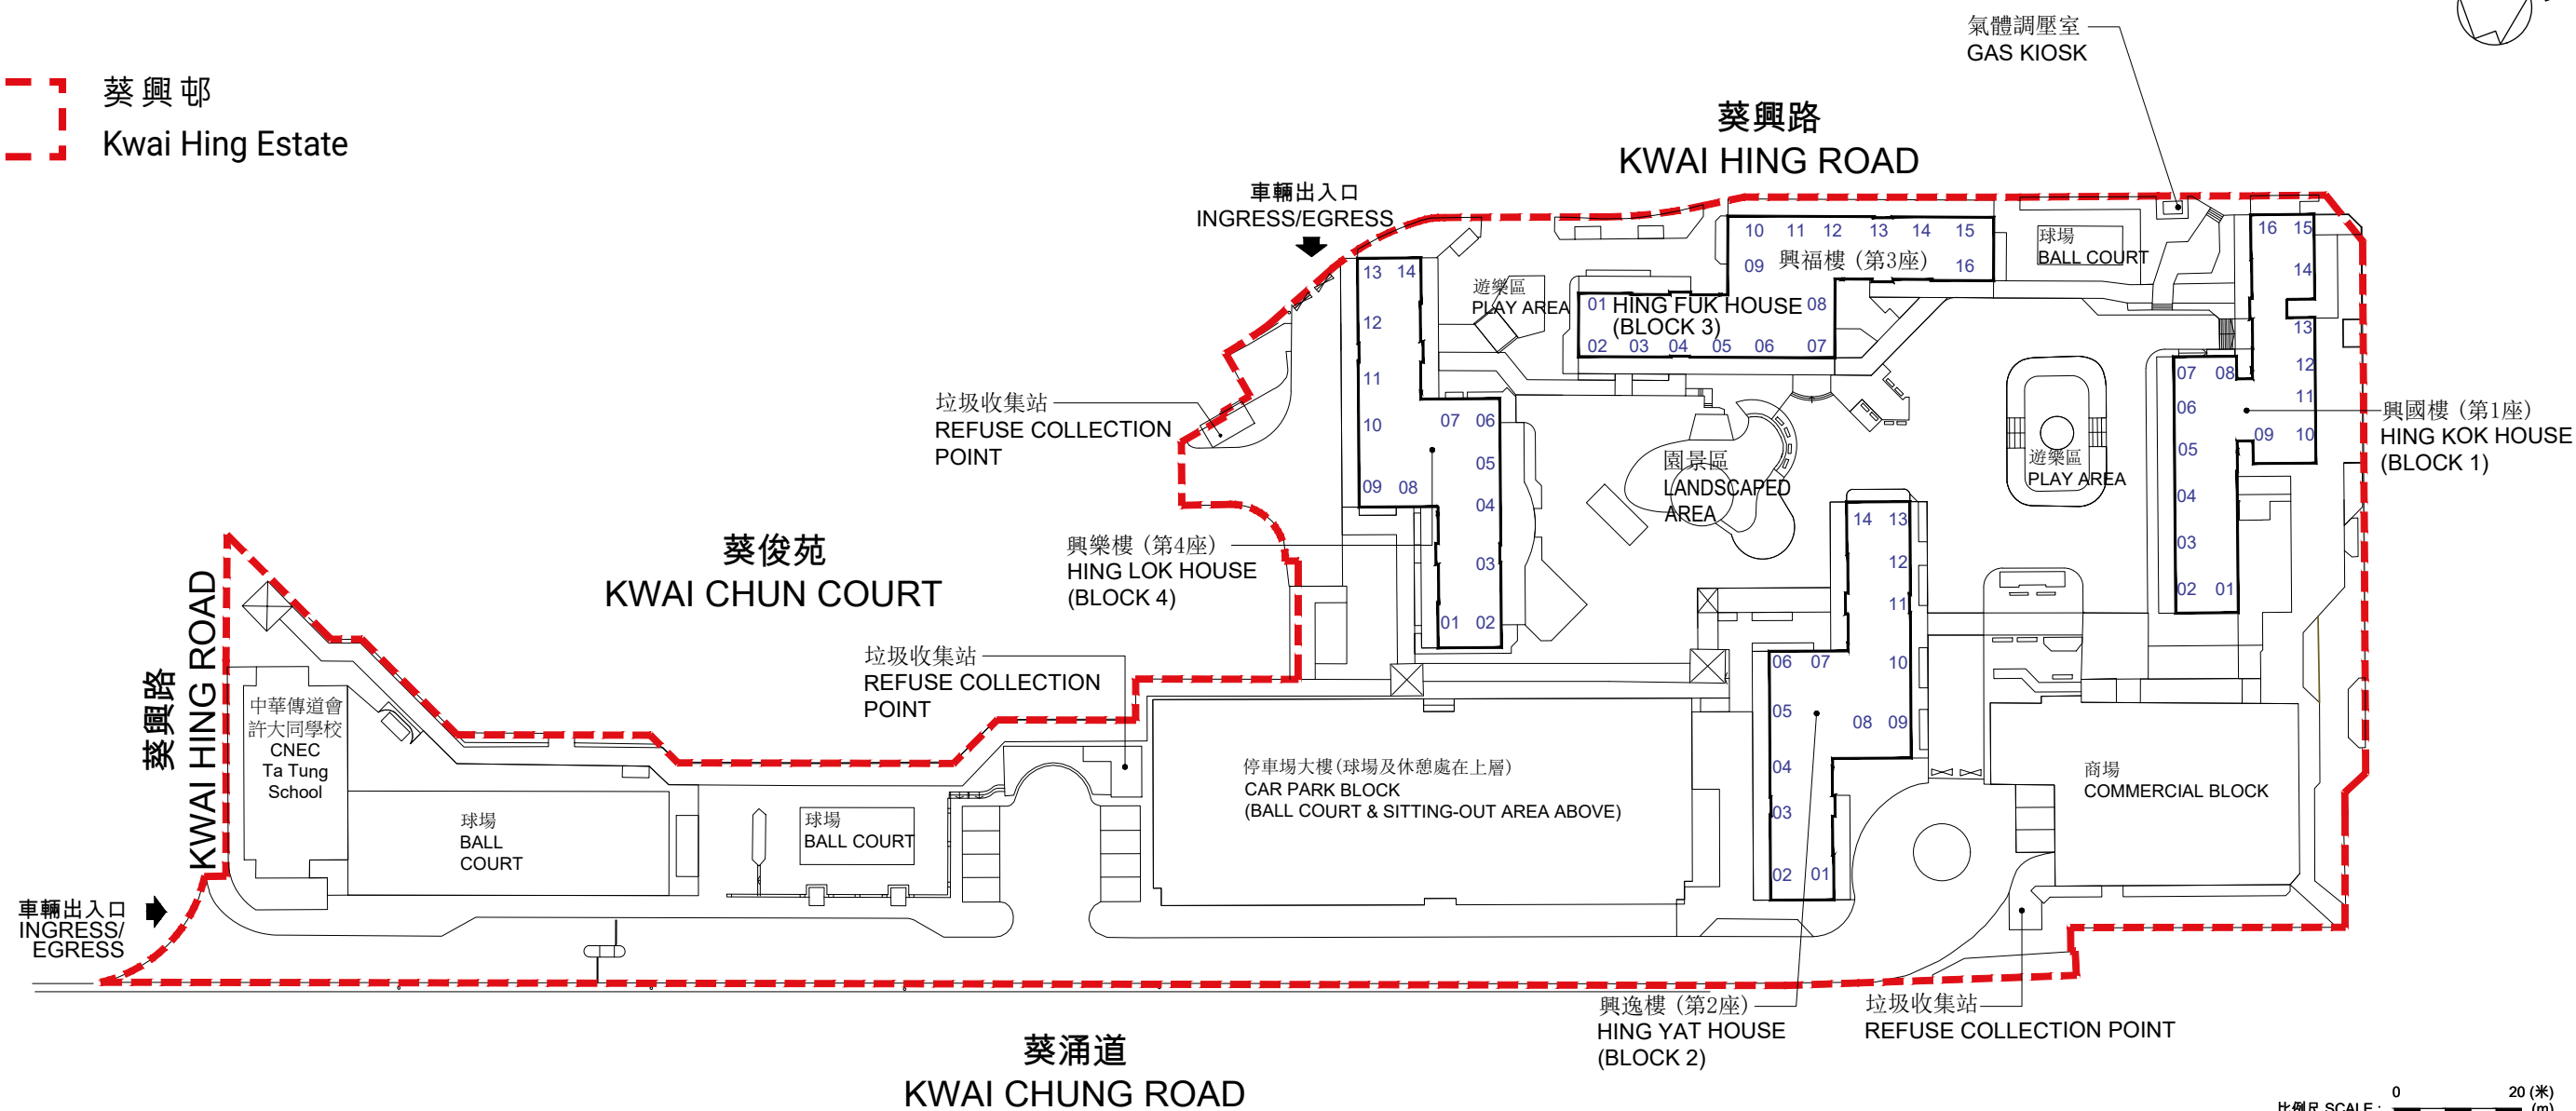 氣體調壓室
GAS KIOSK
葵興邨
Kwai Hing Estate
葵興路
KWAI HING ROAD
車輛出入口
INGRESS/EGRESS
10 11 12 13 14 15
09 興福樓 (第3座) 16
01 HING FUK HOUSE 08
(BLOCK 3)
02 03 04 05 06 07
球場
BALL COURT
16 15
14
13
12
11
07 08
06
09 10
05
04
03
02 01
興國樓 (第1座)
HING KOK HOUSE
(BLOCK 1)
13 14
12
11
10
09 08
07 06
05
04
03
01 02
遊樂區
PLAY AREA
垃圾收集站
REFUSE COLLECTION
POINT
園景區
LANDSCAPED
AREA
遊樂區
PLAY AREA
興樂樓 (第4座)
HING LOK HOUSE
(BLOCK 4)
葵俊苑
KWAI CHUN COURT
14 13
12
11
06 07 10
05 08 09
04
03
02 01
葵興路
KWAI HING ROAD
垃圾收集站
REFUSE COLLECTION
POINT
中華傳道會
許大同學校
CNEC
Ta Tung
School
球場
BALL
COURT
球場
BALL COURT
停車場大樓(球場及休憩處在上層)
CAR PARK BLOCK
(BALL COURT & SITTING-OUT AREA ABOVE)
商場
COMMERCIAL BLOCK
車輛出入口
INGRESS/
EGRESS
興逸樓 (第2座)
HING YAT HOUSE
(BLOCK 2)
垃圾收集站
REFUSE COLLECTION POINT
葵涌道
KWAI CHUNG ROAD
0 20 (米)
比例尺 SCALE : (m)